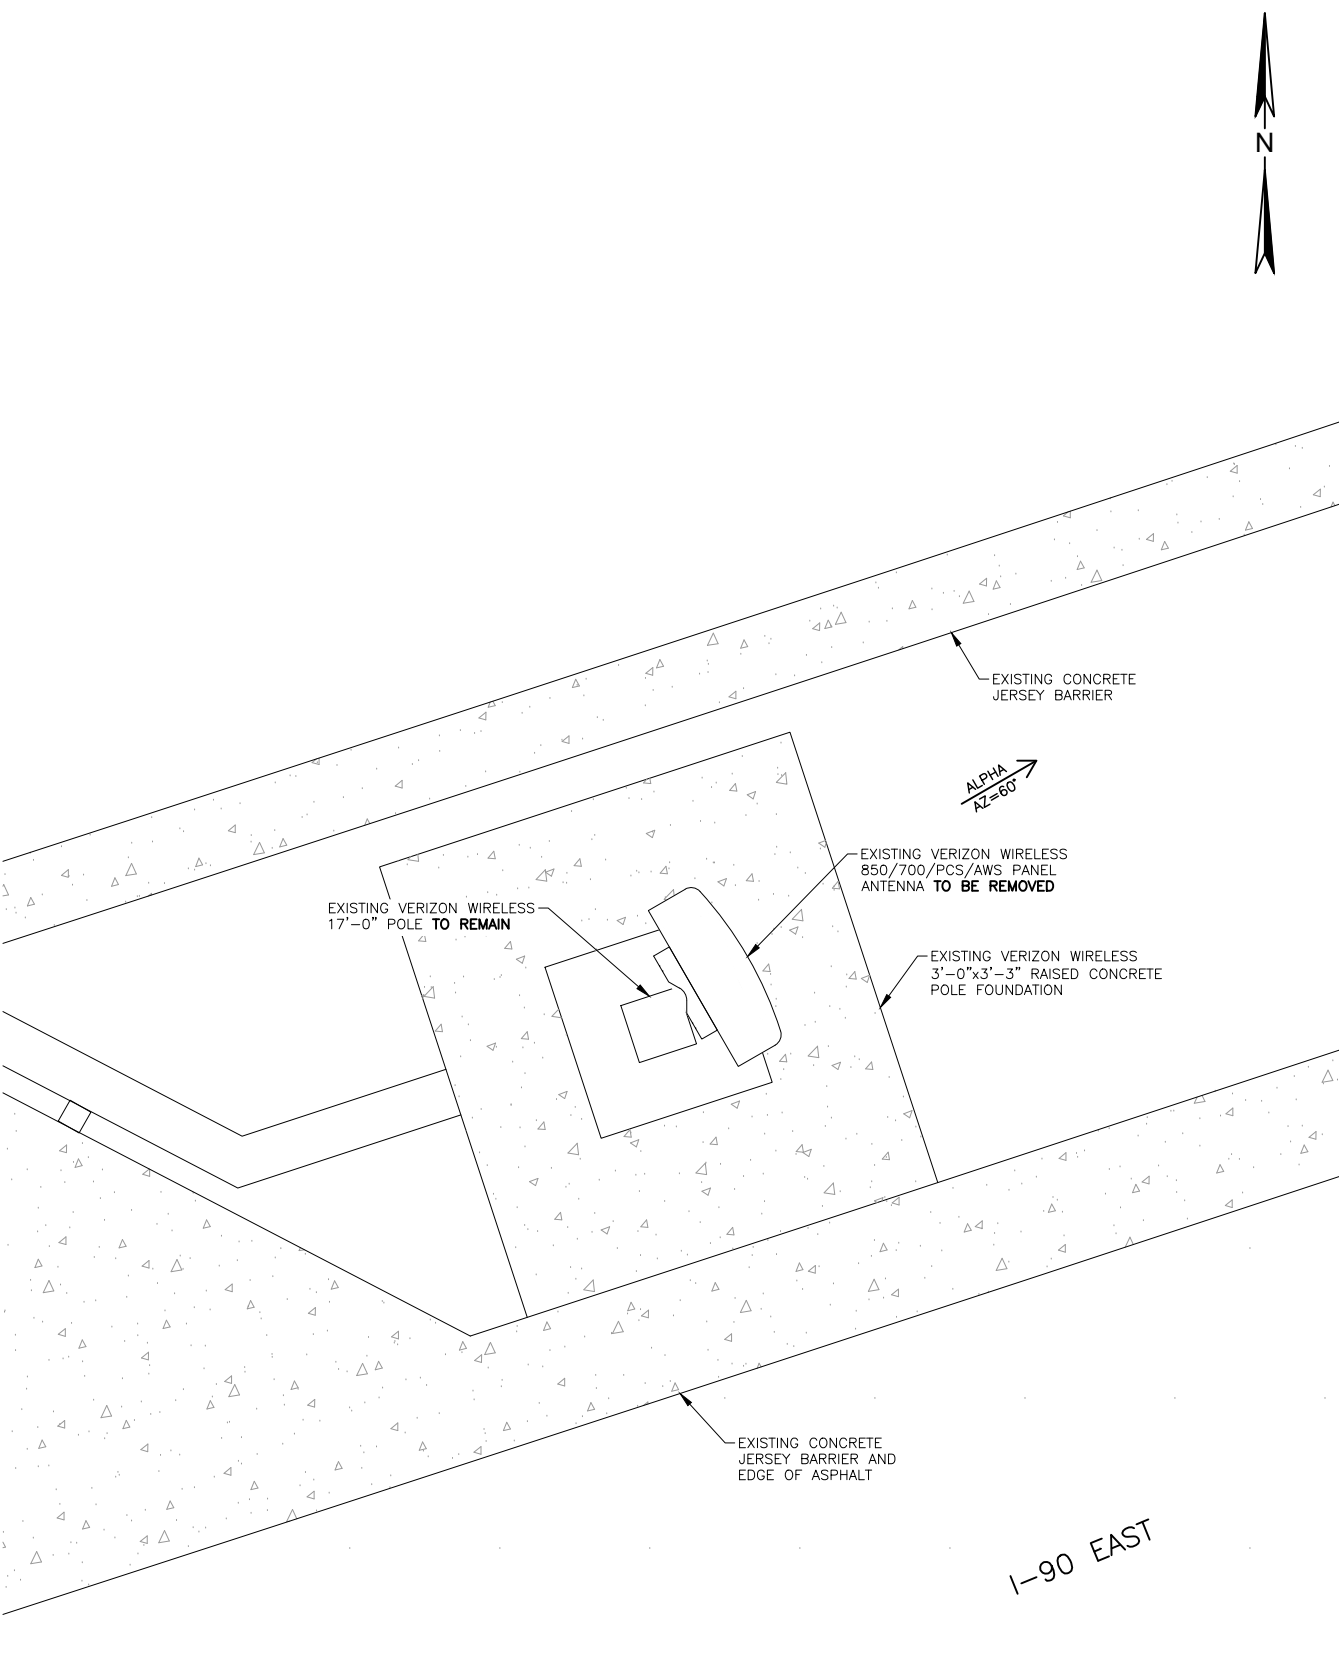 N
EXISTING CONCRETE
JERSEY BARRIER
ALPHA
AZ=60°
EXISTING VERIZON WIRELESS
850/700/PCS/AWS PANEL
ANTENNA TO BE REMOVED
EXISTING VERIZON WIRELESS
17'-0" POLE TO REMAIN
EXISTING VERIZON WIRELESS
3'-0"x3'-3" RAISED CONCRETE
POLE FOUNDATION
EXISTING CONCRETE
JERSEY BARRIER AND
EDGE OF ASPHALT
I-90 EAST